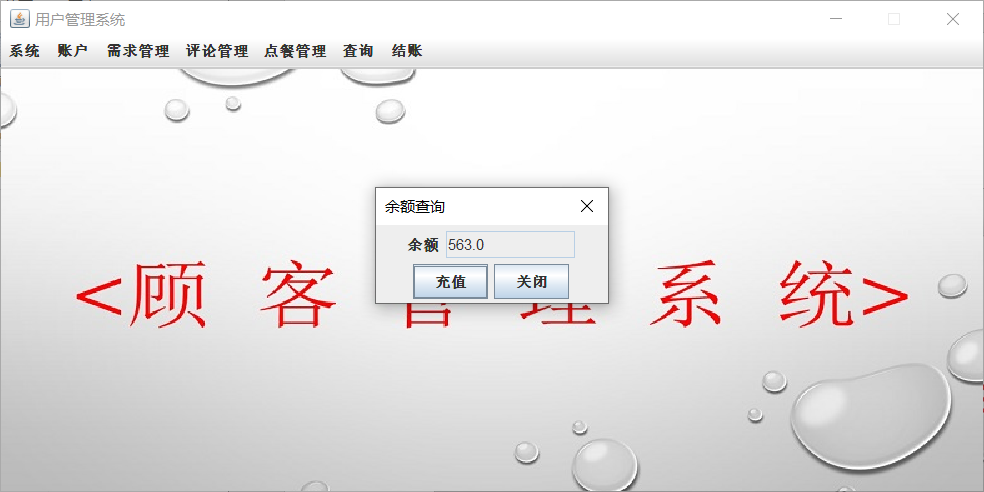 用户管理系统
系统 账户 需求管理 评论管理 点餐管理 查询 结账
余额查询
余额 563.0
充值 关闭
<顾 客 管 理 系 统>